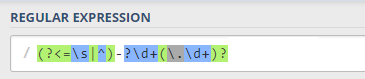 REGULAR EXPRESSION
/ (?<=\s|^)-?\d+(\.\d+)?